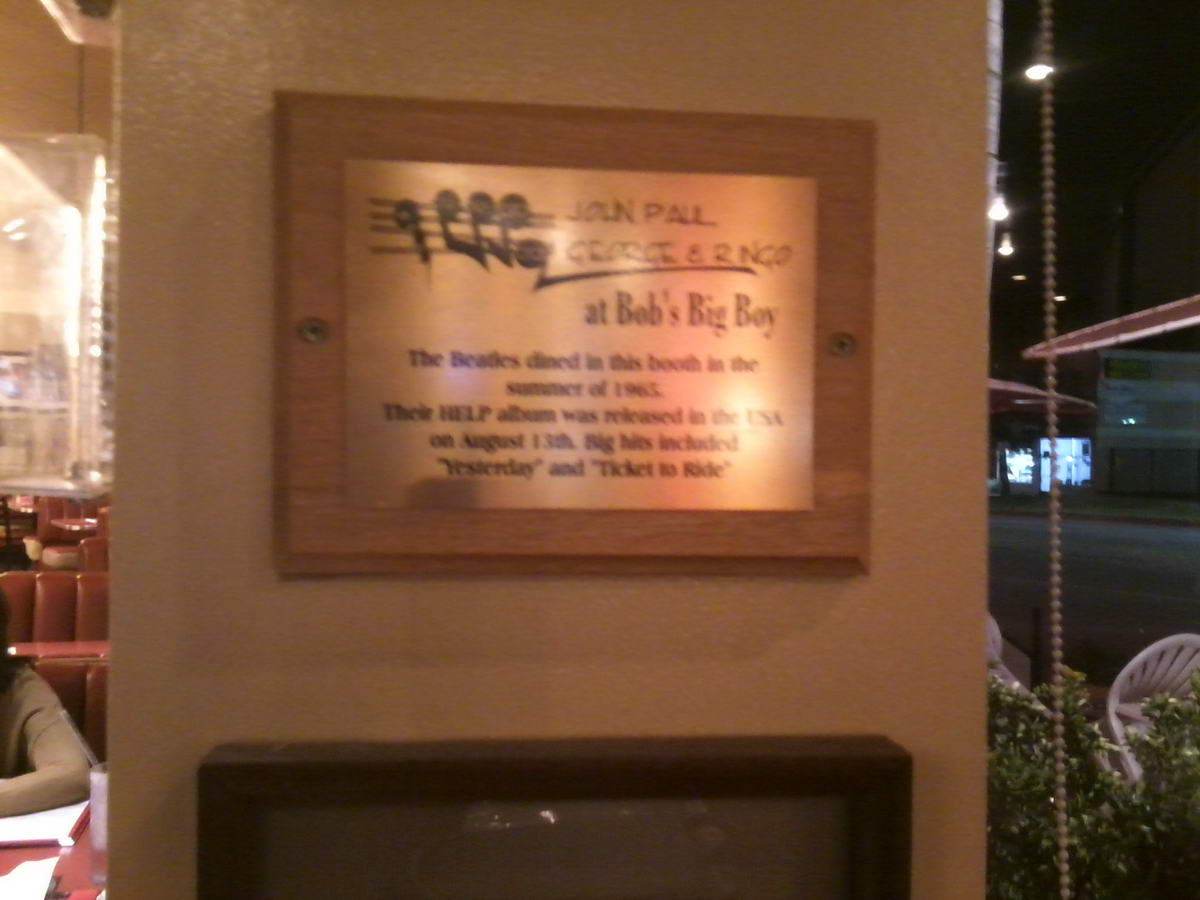 JOHN PAUL
GEORGE & RINGO
at Bob's Big Boy
The Beatles dined in this booth in the
summer of 1965.
Their HELP album was released in the USA
on August 13th. Big hits included
"Yesterday" and "Ticket to Ride"